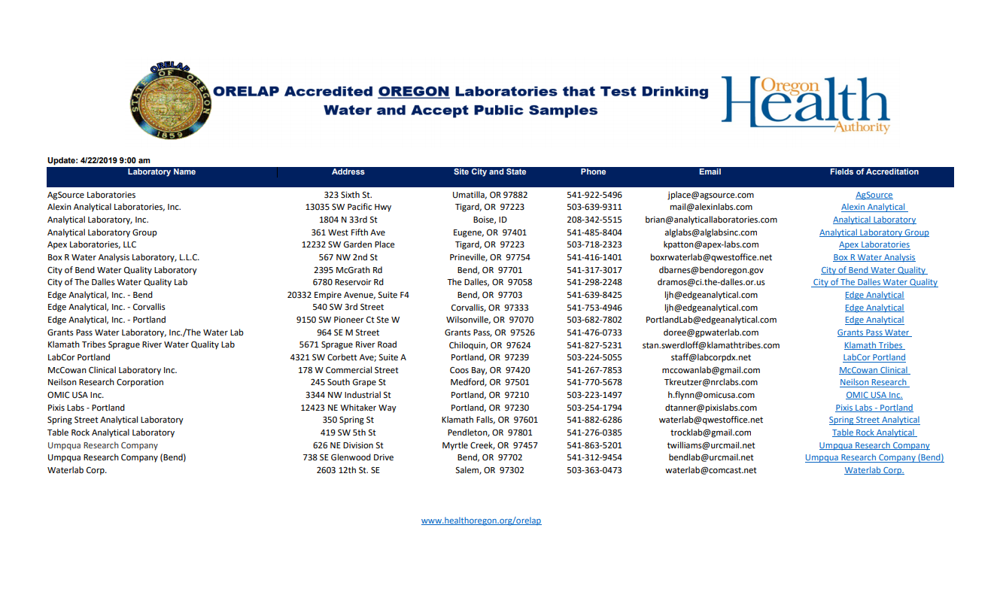 ORELAP
STATE OF OREGON
1859
ORELAP Accredited OREGON Laboratories that Test Drinking
Water and Accept Public Samples
Oregon
Health
Authority
Update: 4/22/2019 9:00 am
Laboratory Name Address Site City and State Phone Email Fields of Accreditation
AgSource Laboratories 323 Sixth St. Umatilla, OR 97882 541-922-5496 jplace@agsource.com AgSource
Alexin Analytical Laboratories, Inc. 13035 SW Pacific Hwy Tigard, OR 97223 503-639-9311 mail@alexinlabs.com Alexin Analytical
Analytical Laboratory, Inc. 1804 N 33rd St Boise, ID 208-342-5515 brian@analyticallaboratories.com Analytical Laboratory
Analytical Laboratory Group 361 West Fifth Ave Eugene, OR 97401 541-485-8404 alglabs@alglabsinc.com Analytical Laboratory Group
Apex Laboratories, LLC 12232 SW Garden Place Tigard, OR 97223 503-718-2323 kpatton@apex-labs.com Apex Laboratories
Box R Water Analysis Laboratory, L.L.C. 567 NW 2nd St Prineville, OR 97754 541-416-1401 boxrwaterlab@qwestoffice.net Box R Water Analysis
City of Bend Water Quality Laboratory 2395 McGrath Rd Bend, OR 97701 541-317-3017 dbarnes@bendoregon.gov City of Bend Water Quality
City of The Dalles Water Quality Lab 6780 Reservoir Rd The Dalles, OR 97058 541-298-2248 dramos@ci.the-dalles.or.us City of The Dalles Water Quality
Edge Analytical, Inc. - Bend 20332 Empire Avenue, Suite F4 Bend, OR 97703 541-639-8425 ljh@edgeanalytical.com Edge Analytical
Edge Analytical, Inc. - Corvallis 540 SW 3rd Street Corvallis, OR 97333 541-753-4946 ljh@edgeanalytical.com Edge Analytical
Edge Analytical, Inc. - Portland 9150 SW Pioneer Ct Ste W Wilsonville, OR 97070 503-682-7802 PortlandLab@edgeanalytical.com Edge Analytical
Grants Pass Water Laboratory, Inc./The Water Lab 964 SE M Street Grants Pass, OR 97526 541-476-0733 doree@gpwaterlab.com Grants Pass Water
Klamath Tribes Sprague River Water Quality Lab 5671 Sprague River Road Chiloquin, OR 97624 541-827-5231 stan.swerdloff@klamathtribes.com Klamath Tribes
LabCor Portland 4321 SW Corbett Ave; Suite A Portland, OR 97239 503-224-5055 staff@labcorpdx.net LabCor Portland
McCowan Clinical Laboratory Inc. 178 W Commercial Street Coos Bay, OR 97420 541-267-7853 mccowanlab@gmail.com McCowan Clinical
Neilson Research Corporation 245 South Grape St Medford, OR 97501 541-770-5678 Tkreutzer@nrclabs.com Neilson Research
OMIC USA Inc. 3344 NW Industrial St Portland, OR 97210 503-223-1497 h.flynn@omicusa.com OMIC USA Inc.
Pixis Labs - Portland 12423 NE Whitaker Way Portland, OR 97230 503-254-1794 dtanner@pixislabs.com Pixis Labs - Portland
Spring Street Analytical Laboratory 350 Spring St Klamath Falls, OR 97601 541-882-6286 waterlab@qwestoffice.net Spring Street Analytical
Table Rock Analytical Laboratory 419 SW 5th St Pendleton, OR 97801 541-276-0385 trocklab@gmail.com Table Rock Analytical
Umpqua Research Company 626 NE Division St Myrtle Creek, OR 97457 541-863-5201 twilliams@urcmail.net Umpqua Research Company
Umpqua Research Company (Bend) 738 SE Glenwood Drive Bend, OR 97702 541-312-9454 bendlab@urcmail.net Umpqua Research Company (Bend)
Waterlab Corp. 2603 12th St. SE Salem, OR 97302 503-363-0473 waterlab@comcast.net Waterlab Corp.
www.healthoregon.org/orelap